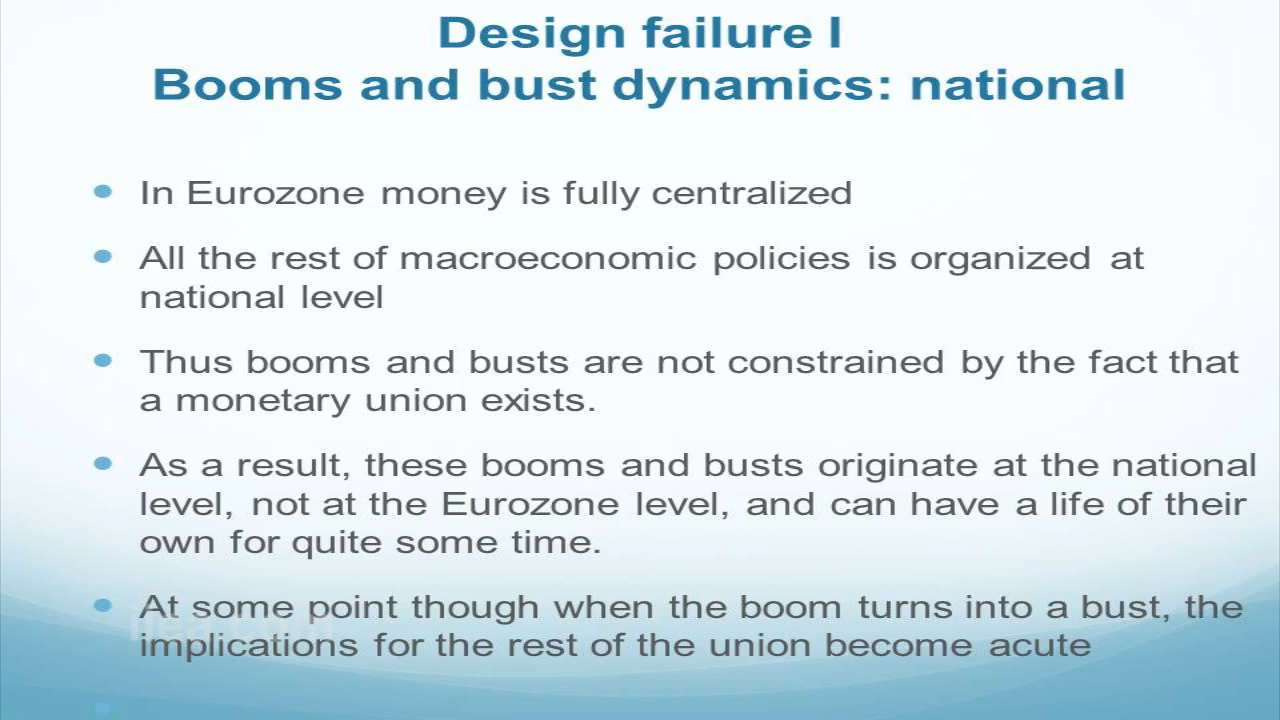 Design failure I
Booms and bust dynamics: national
In Eurozone money is fully centralized
All the rest of macroeconomic policies is organized at
national level
Thus booms and busts are not constrained by the fact that
a monetary union exists.
As a result, these booms and busts originate at the national
level, not at the Eurozone level, and can have a life of their
own for quite some time.
At some point though when the boom turns into a bust, the
implications for the rest of the union become acute